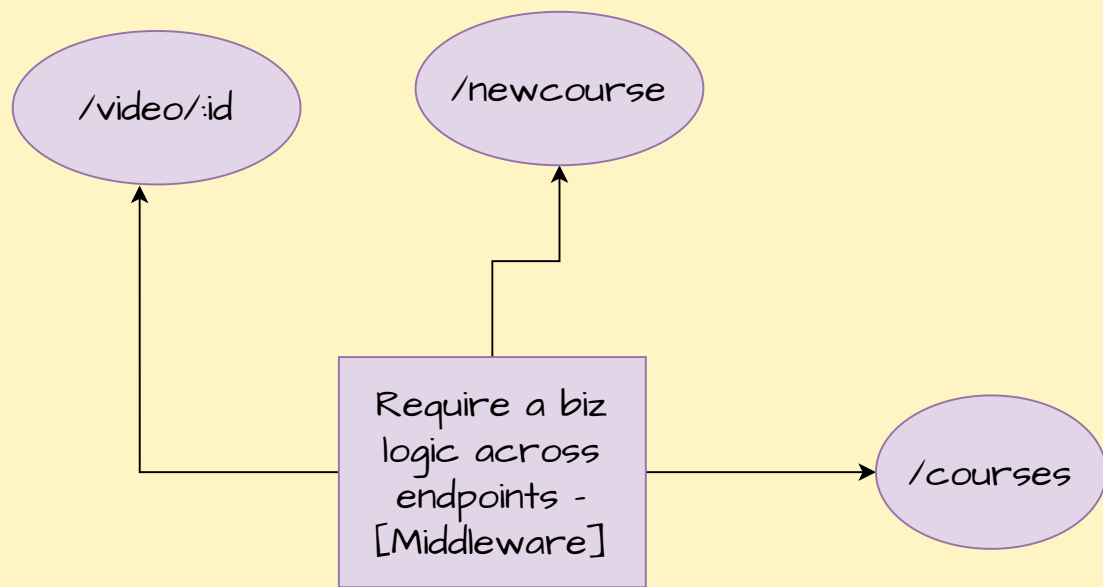 /video/:id
/newcourse
Require a biz
logic across
endpoints -
[Middleware]
/courses